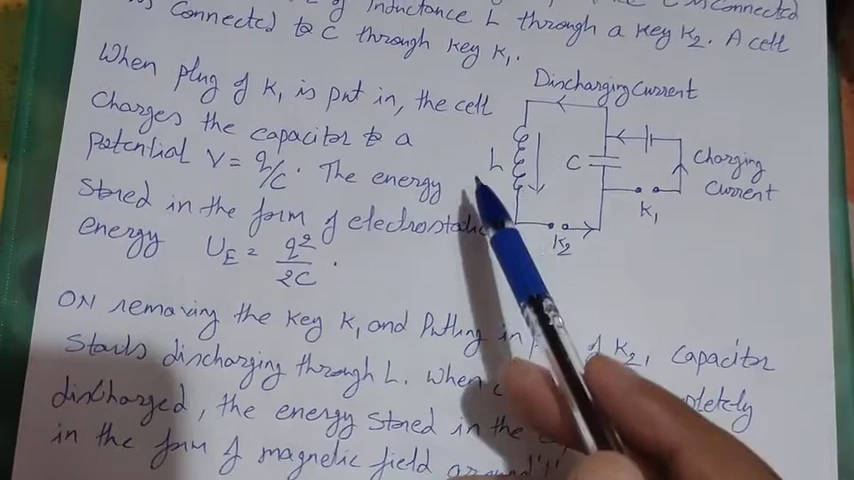 of Inductance L through a key K2. A cell
Connected to C through key K1.
When plug of K1 is put in, the cell
charges the capacitor to a
potential V = q/C. The energy
stored in the form of electrostatic
energy UE = q²/2C.
ON removing the key K1 and Putting in K2, capacitor
starts discharging through L. When
discharged, the energy stored in the
in the form of magnetic field around "L"
Discharging Current
L
C
Charging
Current
K1
K2